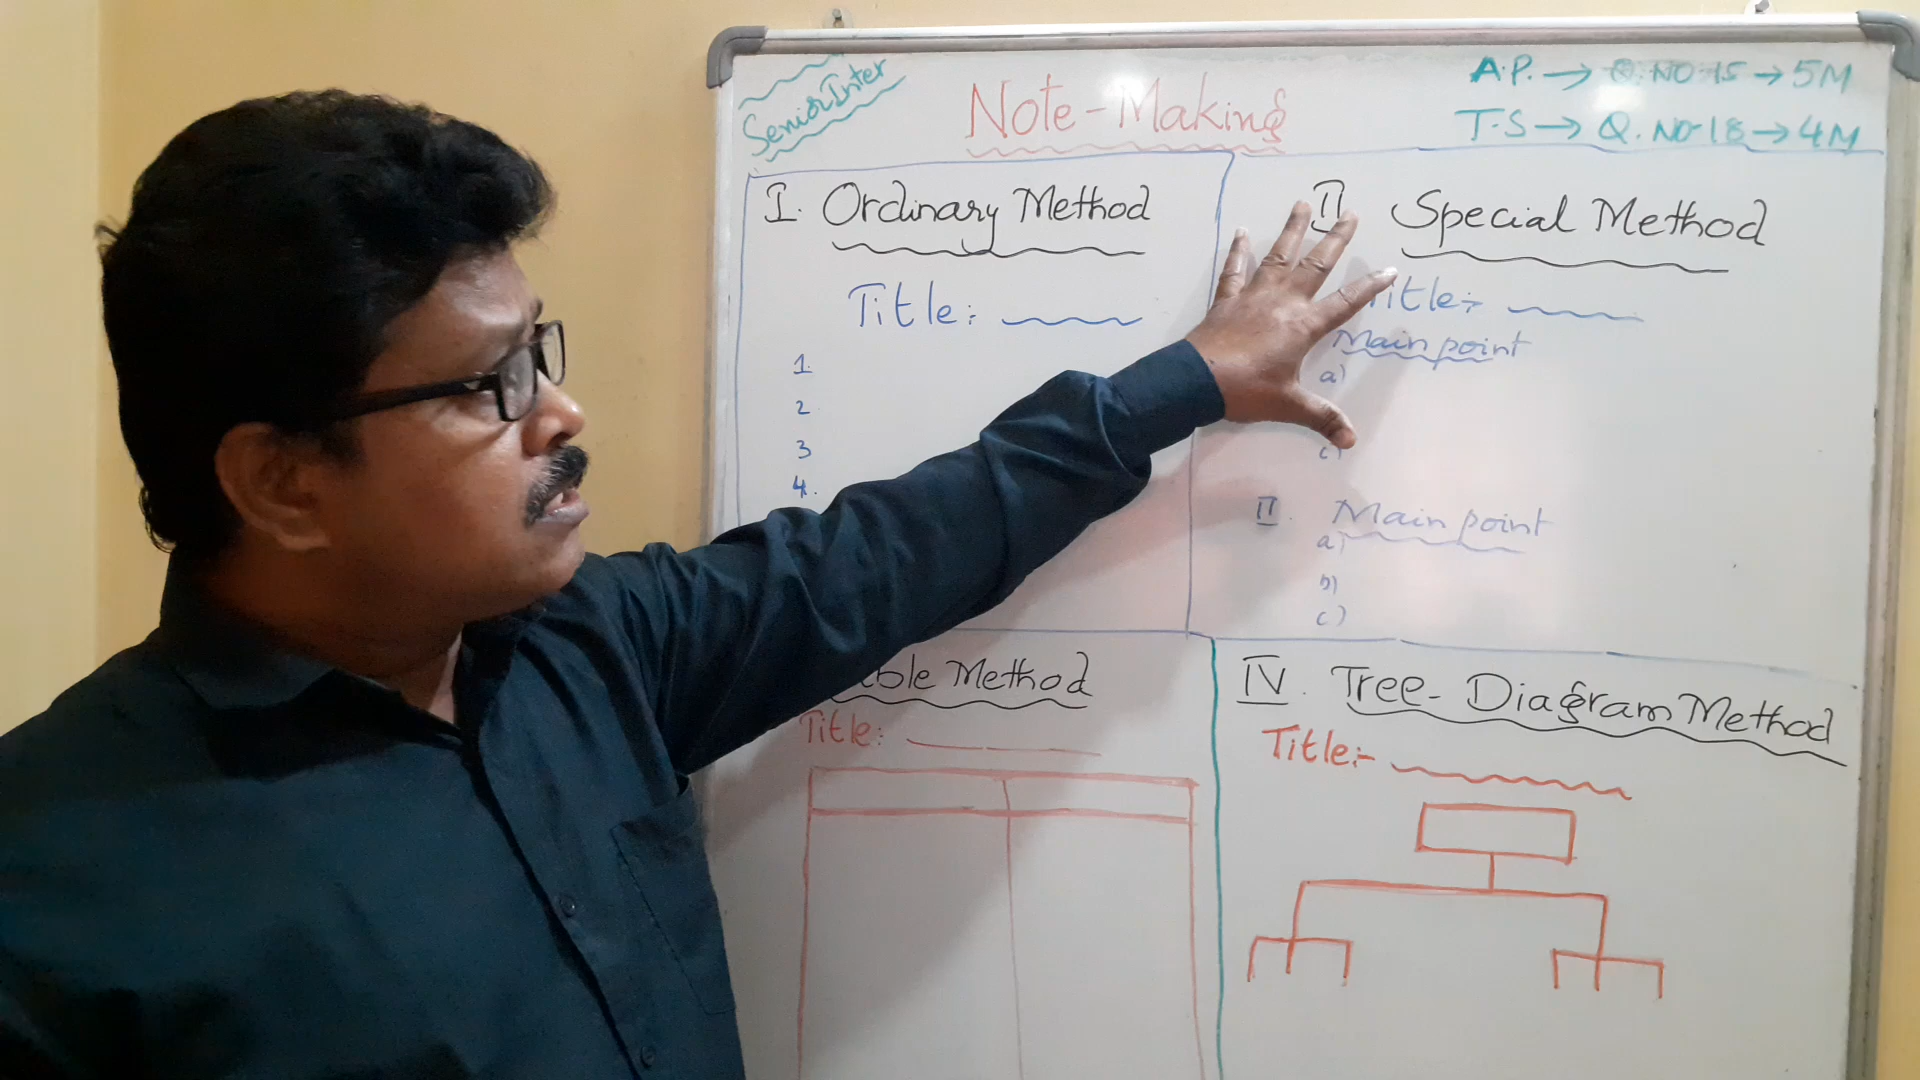 Senior Inter
Note-Making
A.P. → Q.NO-15 → 5M
T.S → Q.NO-18 → 4M
I. Ordinary Method
Title:
1.
2
3
4.
II Special Method
Title:-
Main point
a)
c)
II. Main point
a)
b)
c)
Method
Title:
IV. Tree-Diagram Method
Title:-